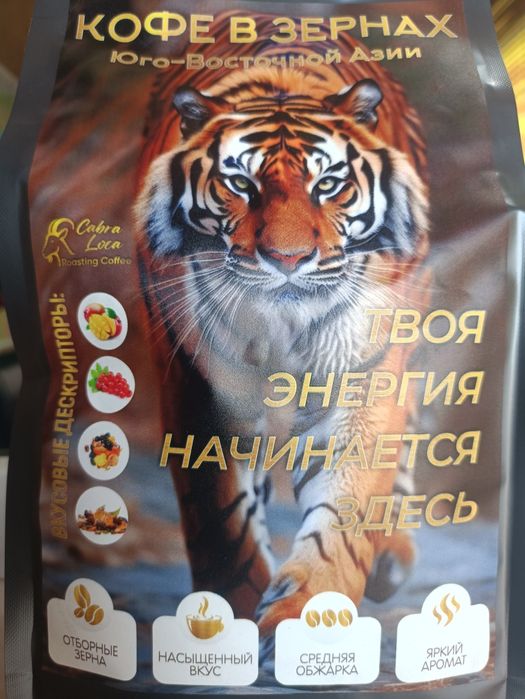 КОФЕ В ЗЕРНАХ
Юго-Восточной Азии
Cabra
Loca
Roasting Coffee
ВКУСОВЫЕ ДЕСКРИПТОРЫ:
ТВОЯ
ЭНЕРГИЯ
НАЧИНАЕТСЯ
ЗДЕСЬ
ОТБОРНЫЕ
ЗЕРНА
НАСЫЩЕННЫЙ
ВКУС
СРЕДНЯЯ
ОБЖАРКА
ЯРКИЙ
АРОМАТ